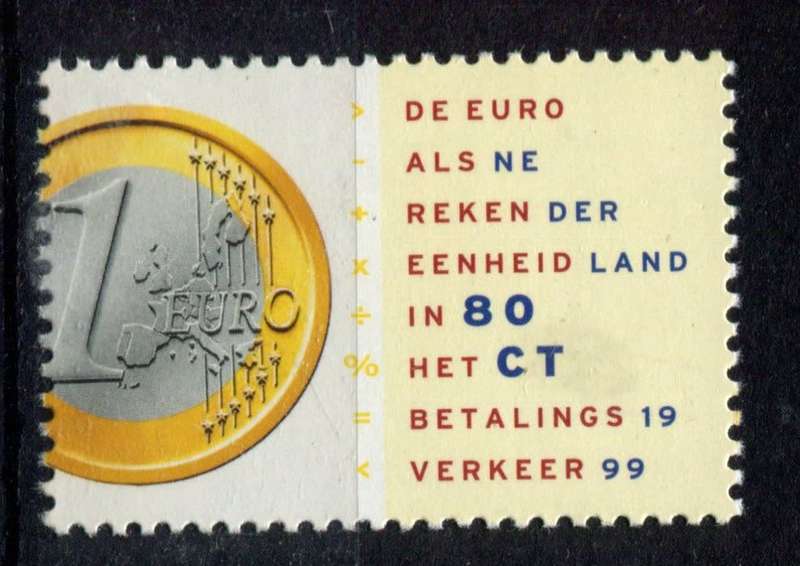 1
EURO
> DE EURO
- ALS NE
+ REKEN DER
x EENHEID LAND
÷ IN 80
% HET CT
= BETALINGS 19
< VERKEER 99